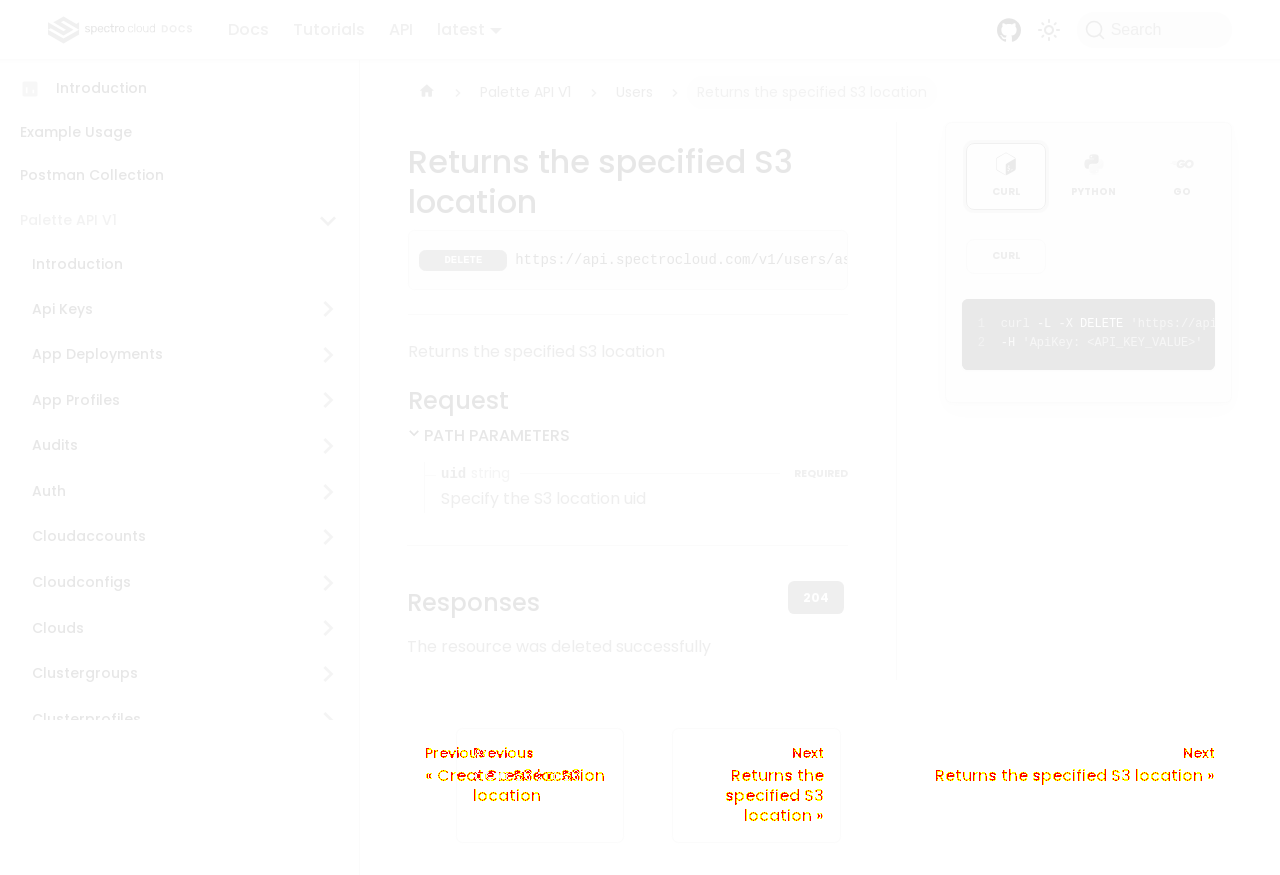 spectro cloud DOCS
Docs Tutorials API latest
Search
Introduction
Example Usage
Postman Collection
Palette API V1
Introduction
Api Keys
App Deployments
App Profiles
Audits
Auth
Cloudaccounts
Cloudconfigs
Clouds
Clustergroups
Clusterprofiles
Palette API V1 › Users › Returns the specified S3 location
Returns the specified S3
location
DELETE https://api.spectrocloud.com/v1/users/as
Returns the specified S3 location
Request
PATH PARAMETERS
uid string REQUIRED
Specify the S3 location uid
Responses
204
The resource was deleted successfully
CURL PYTHON GO
CURL
1 curl -L -X DELETE 'https://api
2 -H 'ApiKey: <API_KEY_VALUE>'
Previous
Previous
« Create
location
location
Next
Returns the
specified S3
location »
Next
Returns the specified S3 location »